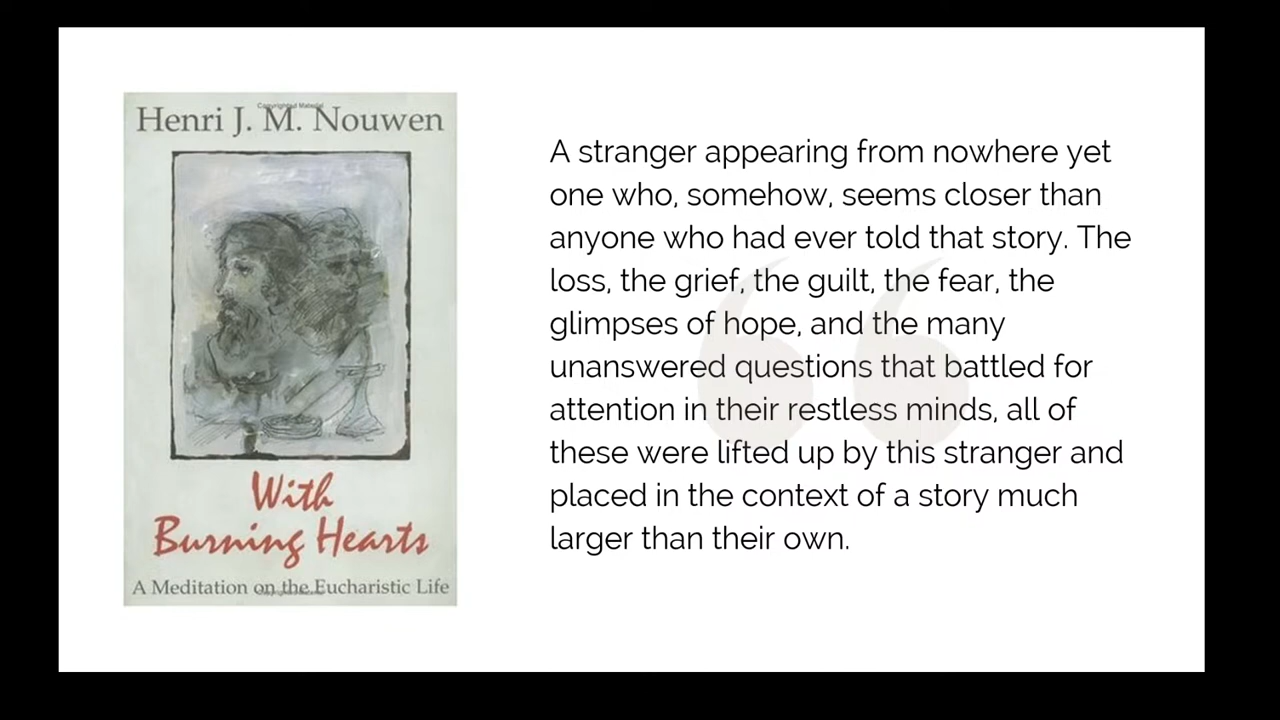 Copyrighted Material
Henri J. M. Nouwen
With
Burning Hearts
A Meditation on the Eucharistic Life
A stranger appearing from nowhere yet
one who, somehow, seems closer than
anyone who had ever told that story. The
loss, the grief, the guilt, the fear, the
glimpses of hope, and the many
unanswered questions that battled for
attention in their restless minds, all of
these were lifted up by this stranger and
placed in the context of a story much
larger than their own.